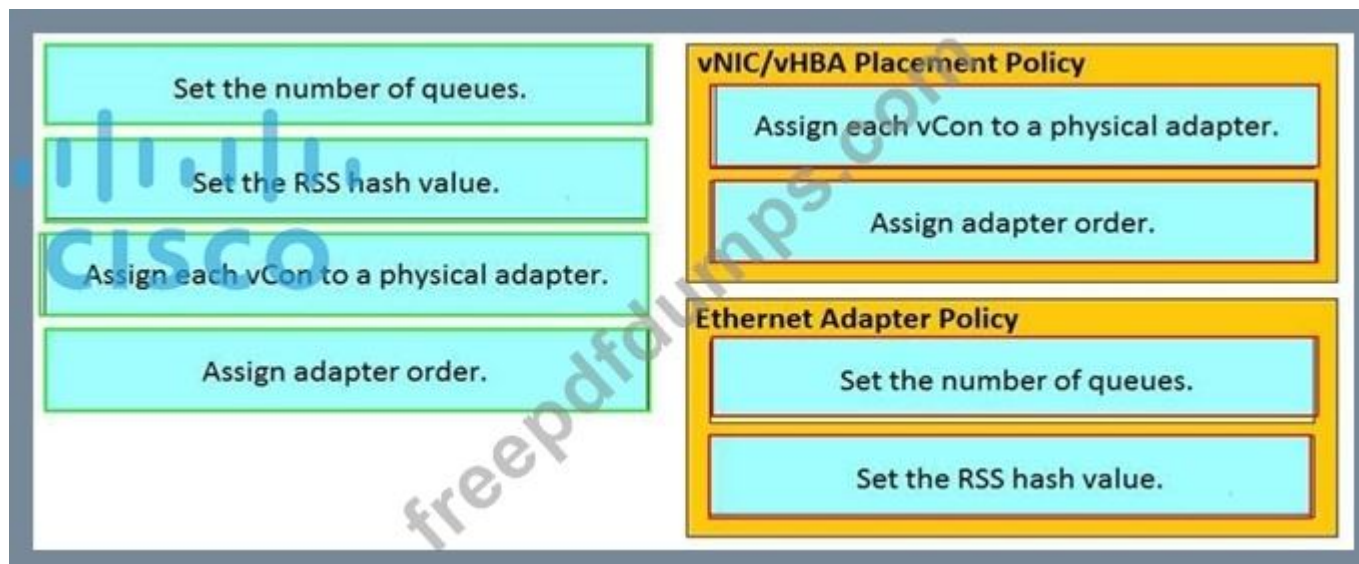 Set the number of queues.
Set the RSS hash value.
Assign each vCon to a physical adapter.
Assign adapter order.
CISCO
vNIC/vHBA Placement Policy
Assign each vCon to a physical adapter.
Assign adapter order.
Ethernet Adapter Policy
Set the number of queues.
Set the RSS hash value.
freepdfdumps.com